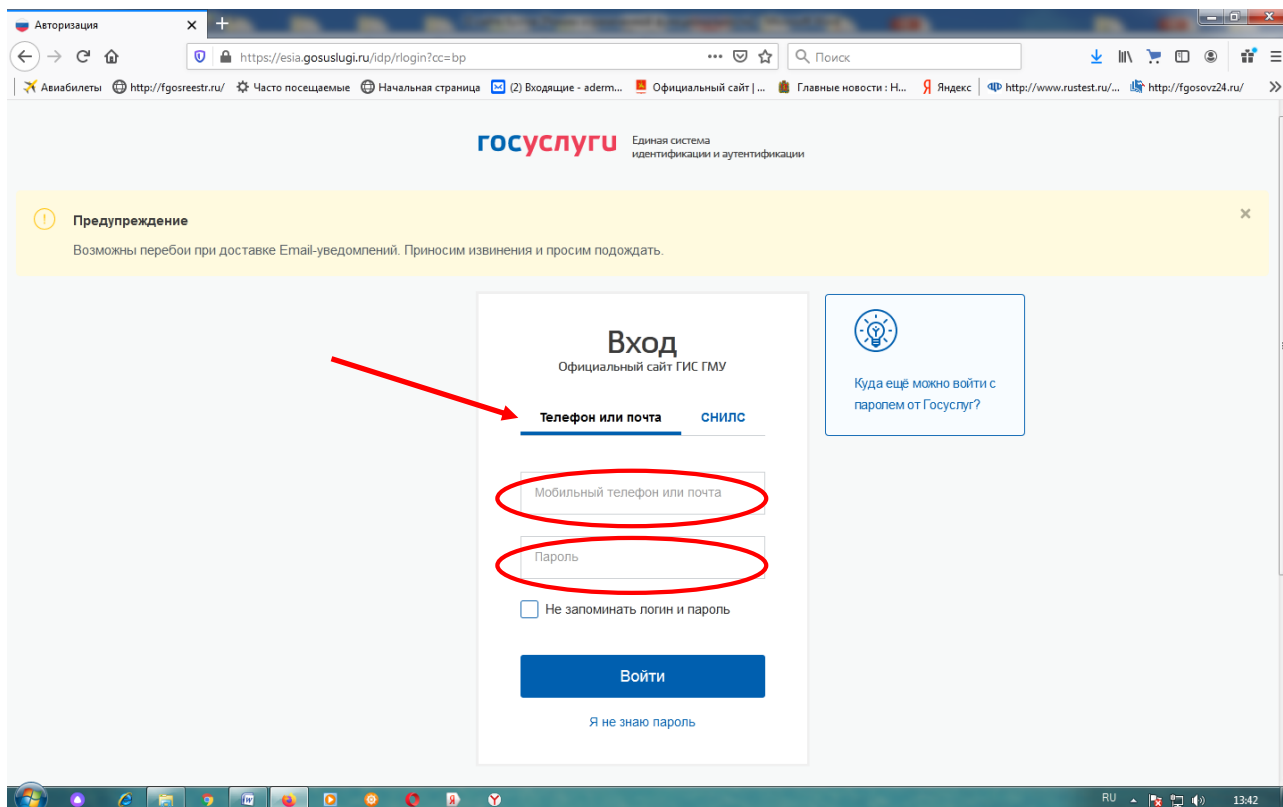 Авторизация
https://esia.gosuslugi.ru/idp/rlogin?cc=bp
Поиск
Авиабилеты http://fgosreestr.ru/ Часто посещаемые Начальная страница (2) Входящие - aderm... Официальный сайт | ... Главные новости : Н... Яндекс http://www.rustest.ru/... http://fgosovz24.ru/
госуслуги
Единая система
идентификации и аутентификации
Предупреждение
Возможны перебои при доставке Email-уведомлений. Приносим извинения и просим подождать.
Вход
Официальный сайт ГИС ГМУ
Телефон или почта СНИЛС
Мобильный телефон или почта
Пароль
Не запоминать логин и пароль
Войти
Я не знаю пароль
Куда ещё можно войти с
паролем от Госуслуг?
RU 13:42